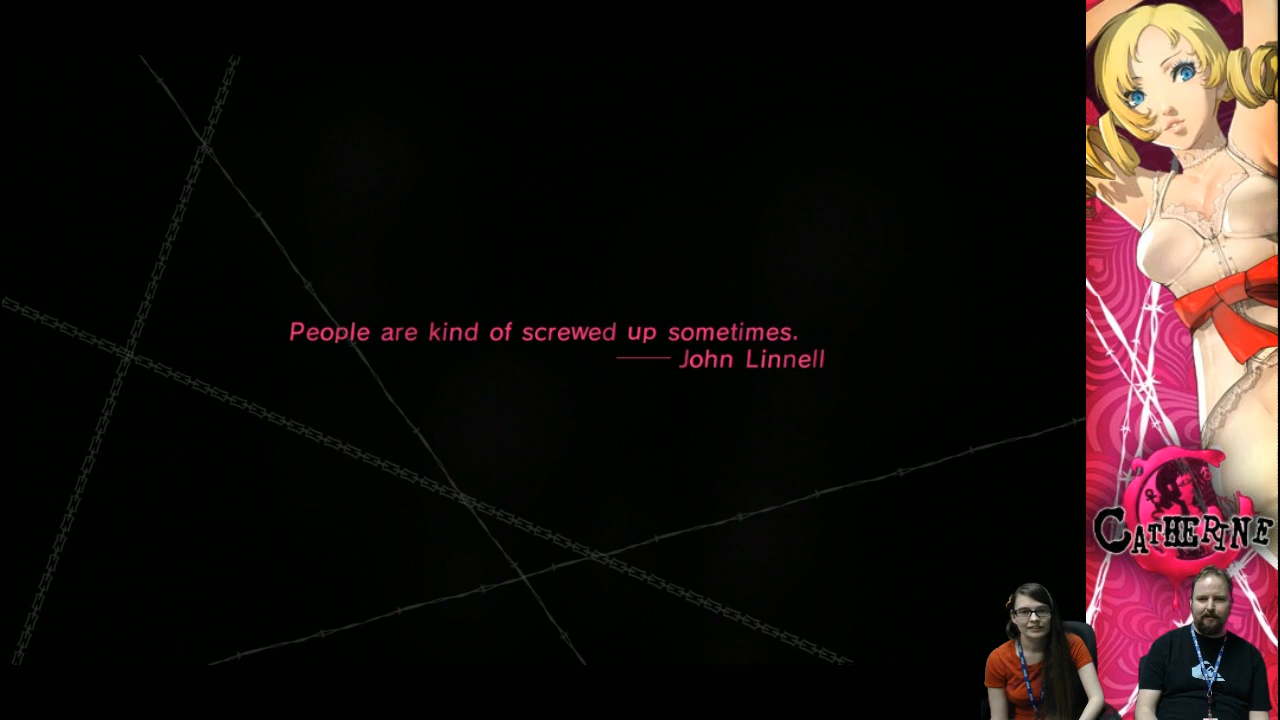 People are kind of screwed up sometimes.
—— John Linnell
CATHERINE